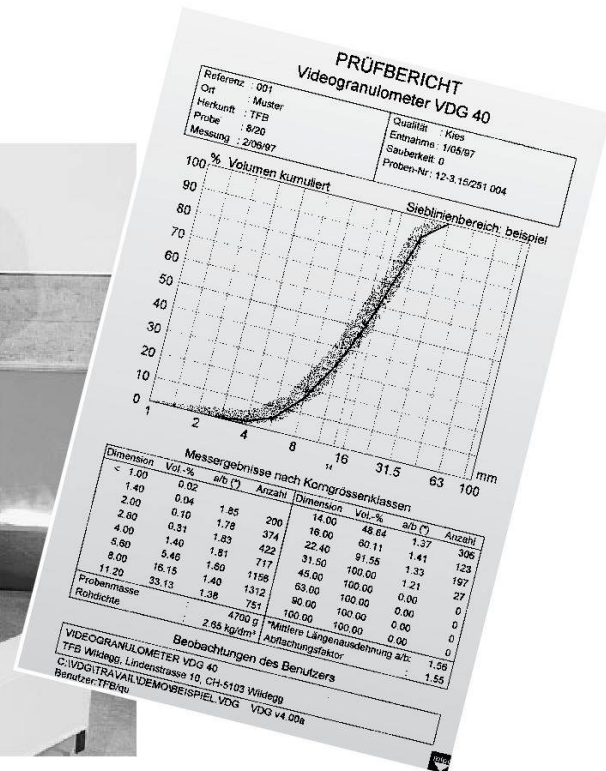 PRÜFBERICHT
Videogranulometer VDG 40
Referenz : 001
Ort : Muster
Herkunft : TFB
Probe : 8/20
Messung : 2/06/97
Qualität : Kies
Entnahme : 1/05/97
Sauberkeit: 0
Proben-Nr: 12-3.15/251.004
% Volumen kumuliert
Sieblinienbereich: beispiel
100
90
80
70
60
50
40
30
20
10
0
1 2 4 8 14 16 31.5 63 100 mm
Messergebnisse nach Korngrössenklassen
Dimension Vol.-% a/b (*) Anzahl Dimension Vol.-% a/b (*) Anzahl
< 1.00 0.02 14.00 48.64 1.37 306
1.40 0.04 1.85 200 16.00 60.11 1.41 123
2.00 0.10 1.78 374 22.40 91.55 1.33 197
2.80 0.31 1.83 422 31.50 100.00 1.21 27
4.00 1.40 1.81 717 45.00 100.00 0.00 0
5.60 5.46 1.60 1156 63.00 100.00 0.00 0
8.00 16.15 1.40 1312 90.00 100.00 0.00 0
11.20 33.13 1.38 751 100.00 100.00 0.00 0
Probenmasse : 4700 g
Rohdichte : 2.65 kg/dm³
*Mittlere Längenausdehnung a/b: 1.56
Abflachungsfaktor : 1.55
Beobachtungen des Benutzers
VIDEOGRANULOMETER VDG 40
TFB Wildegg, Lindenstrasse 10, CH-5103 Wildegg
C:\VDG\TRAVAIL\DEMO\BEISPIEL.VDG VDG v4.00a
Benutzer:TFB/qu